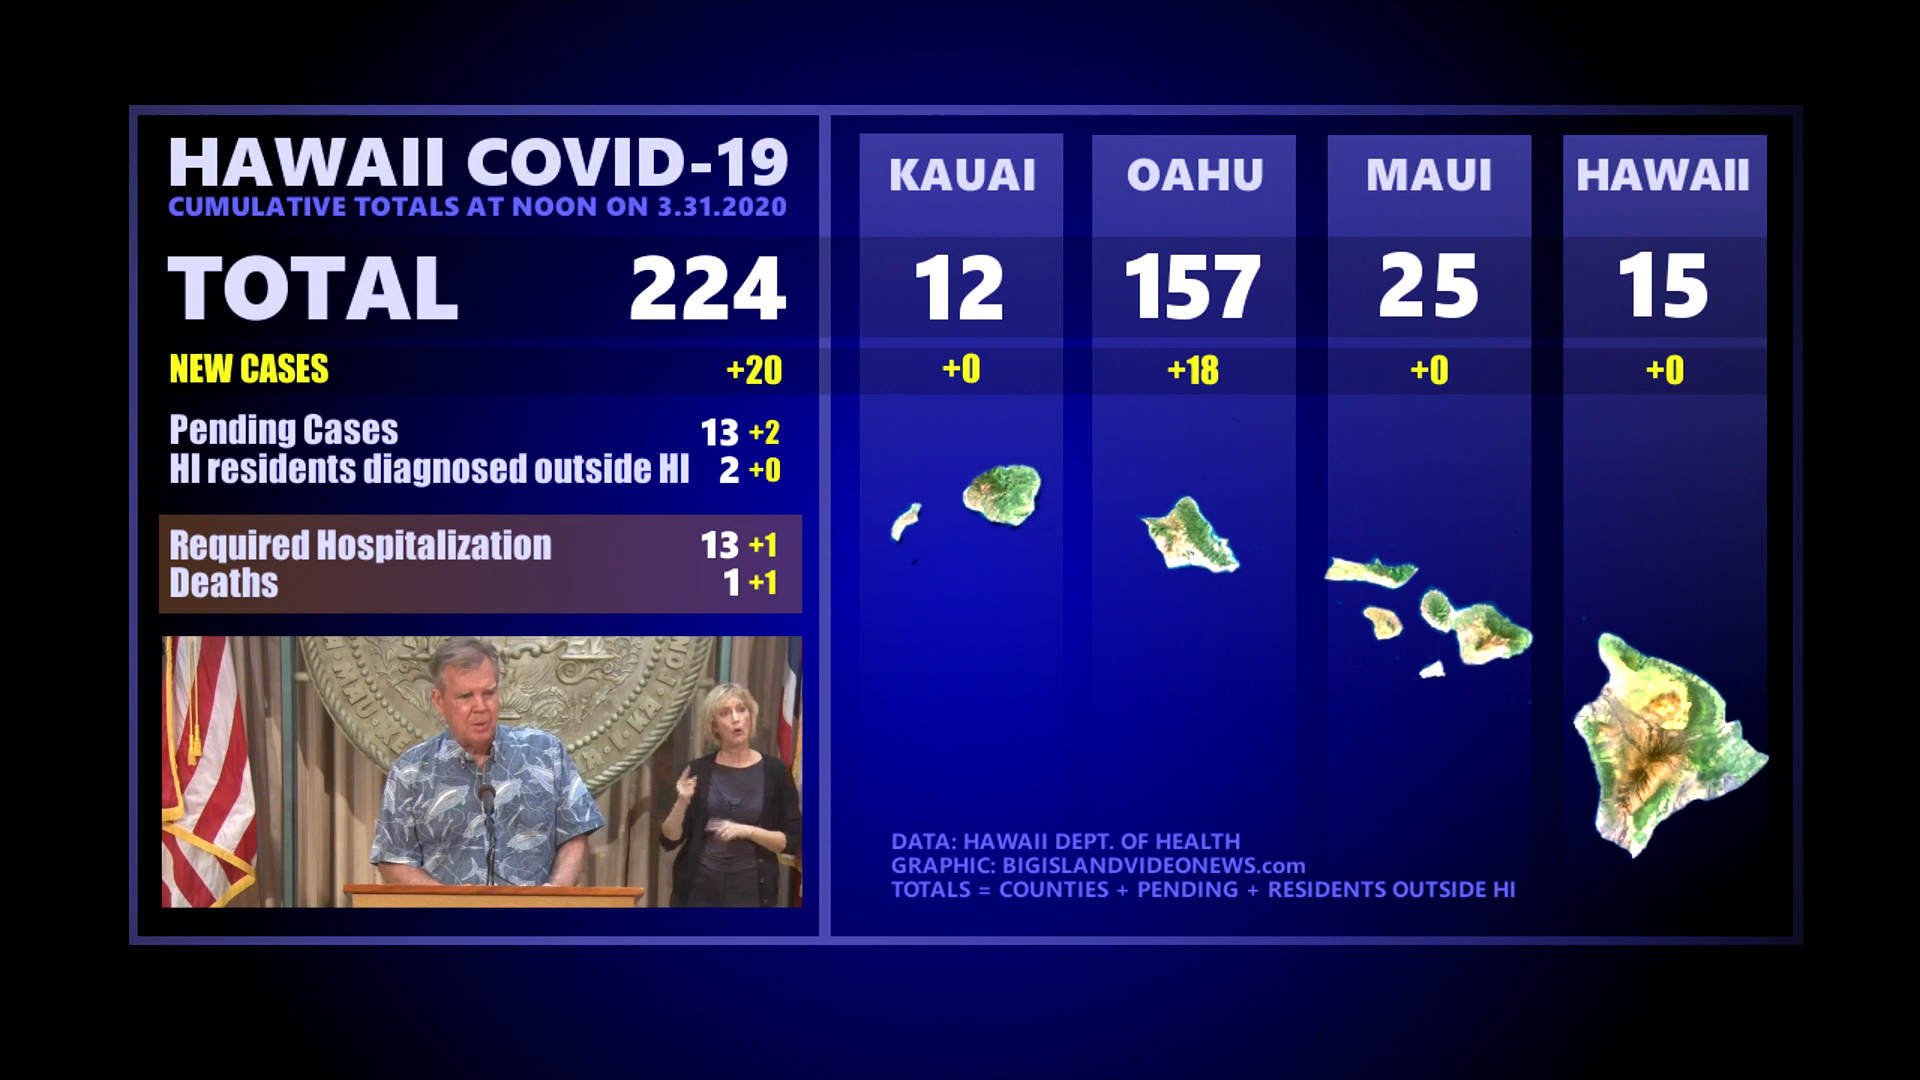 HAWAII COVID-19
CUMULATIVE TOTALS AT NOON ON 3.31.2020
TOTAL 224
NEW CASES +20
Pending Cases 13 +2
HI residents diagnosed outside HI 2 +0
Required Hospitalization 13 +1
Deaths 1 +1
KAUAI OAHU MAUI HAWAII
12 157 25 15
+0 +18 +0 +0
DATA: HAWAII DEPT. OF HEALTH
GRAPHIC: BIGISLANDVIDEONEWS.com
TOTALS = COUNTIES + PENDING + RESIDENTS OUTSIDE HI